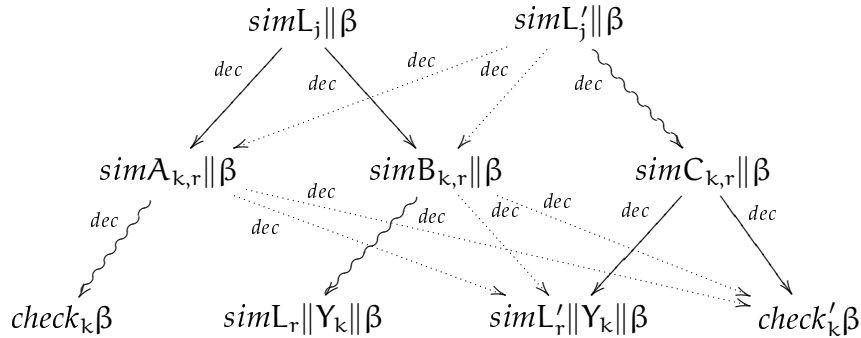 simL_j‖β simL′_j‖β
dec dec dec dec dec
simA_{k,r}‖β simB_{k,r}‖β simC_{k,r}‖β
dec dec dec dec dec dec dec dec
check_kβ simL_r‖Y_k‖β simL′_r‖Y_k‖β check′_kβ